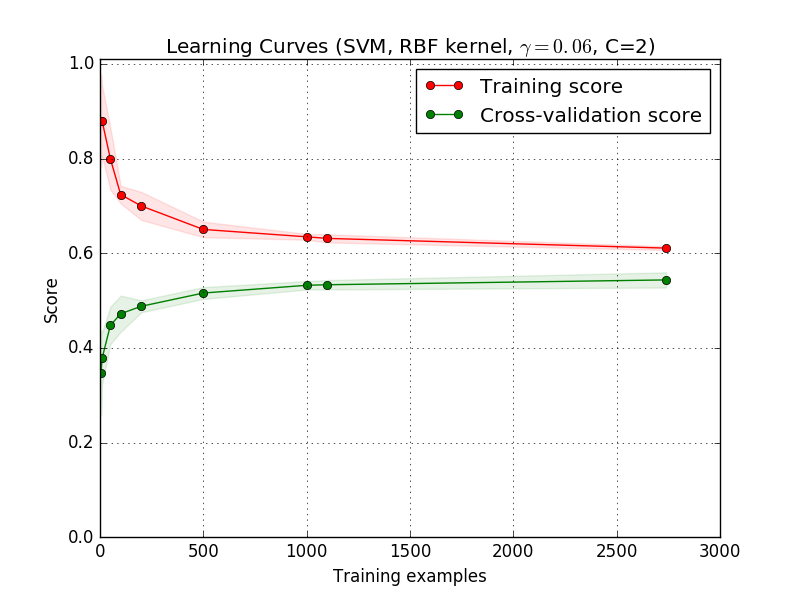 Learning Curves (SVM, RBF kernel, γ = 0.06, C=2)
Training score
Cross-validation score
1.0
0.8
0.6
0.4
0.2
0.0
Score
0 500 1000 1500 2000 2500 3000
Training examples